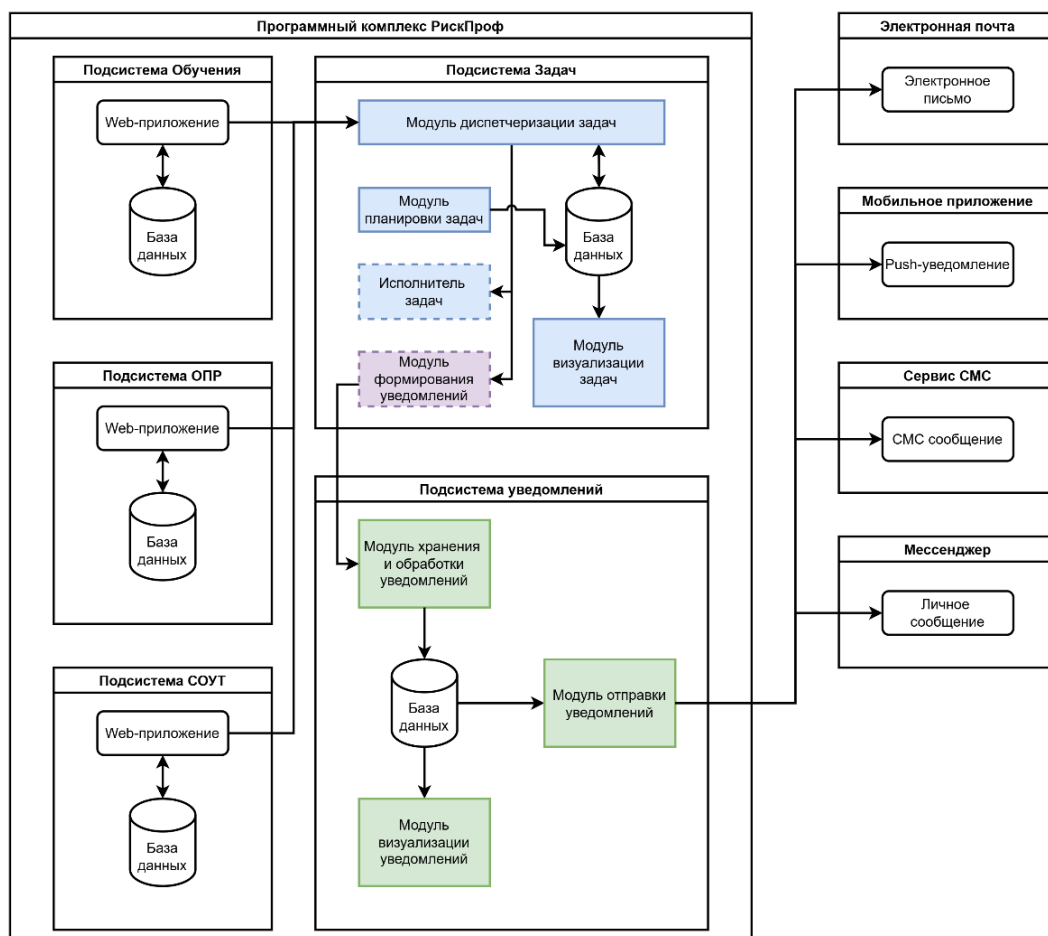 Программный комплекс РискПроф
Подсистема Обучения
Web-приложение
База
данных
Подсистема ОПР
Web-приложение
База
данных
Подсистема СОУТ
Web-приложение
База
данных
Подсистема Задач
Модуль диспетчеризации задач
Модуль
планировки задач
База
данных
Исполнитель
задач
Модуль
формирования
уведомлений
Модуль
визуализации
задач
Подсистема уведомлений
Модуль хранения
и обработки
уведомлений
База
данных
Модуль отправки
уведомлений
Модуль
визуализации
уведомлений
Электронная почта
Электронное
письмо
Мобильное приложение
Push-уведомление
Сервис СМС
СМС сообщение
Мессенджер
Личное
сообщение